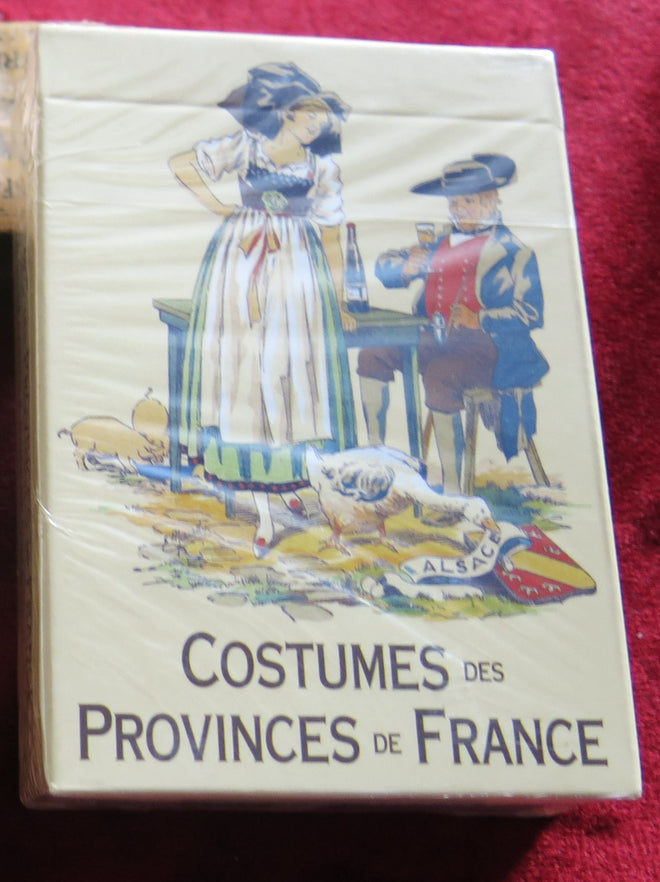 ALSACE
COSTUMES DES
PROVINCES DE FRANCE